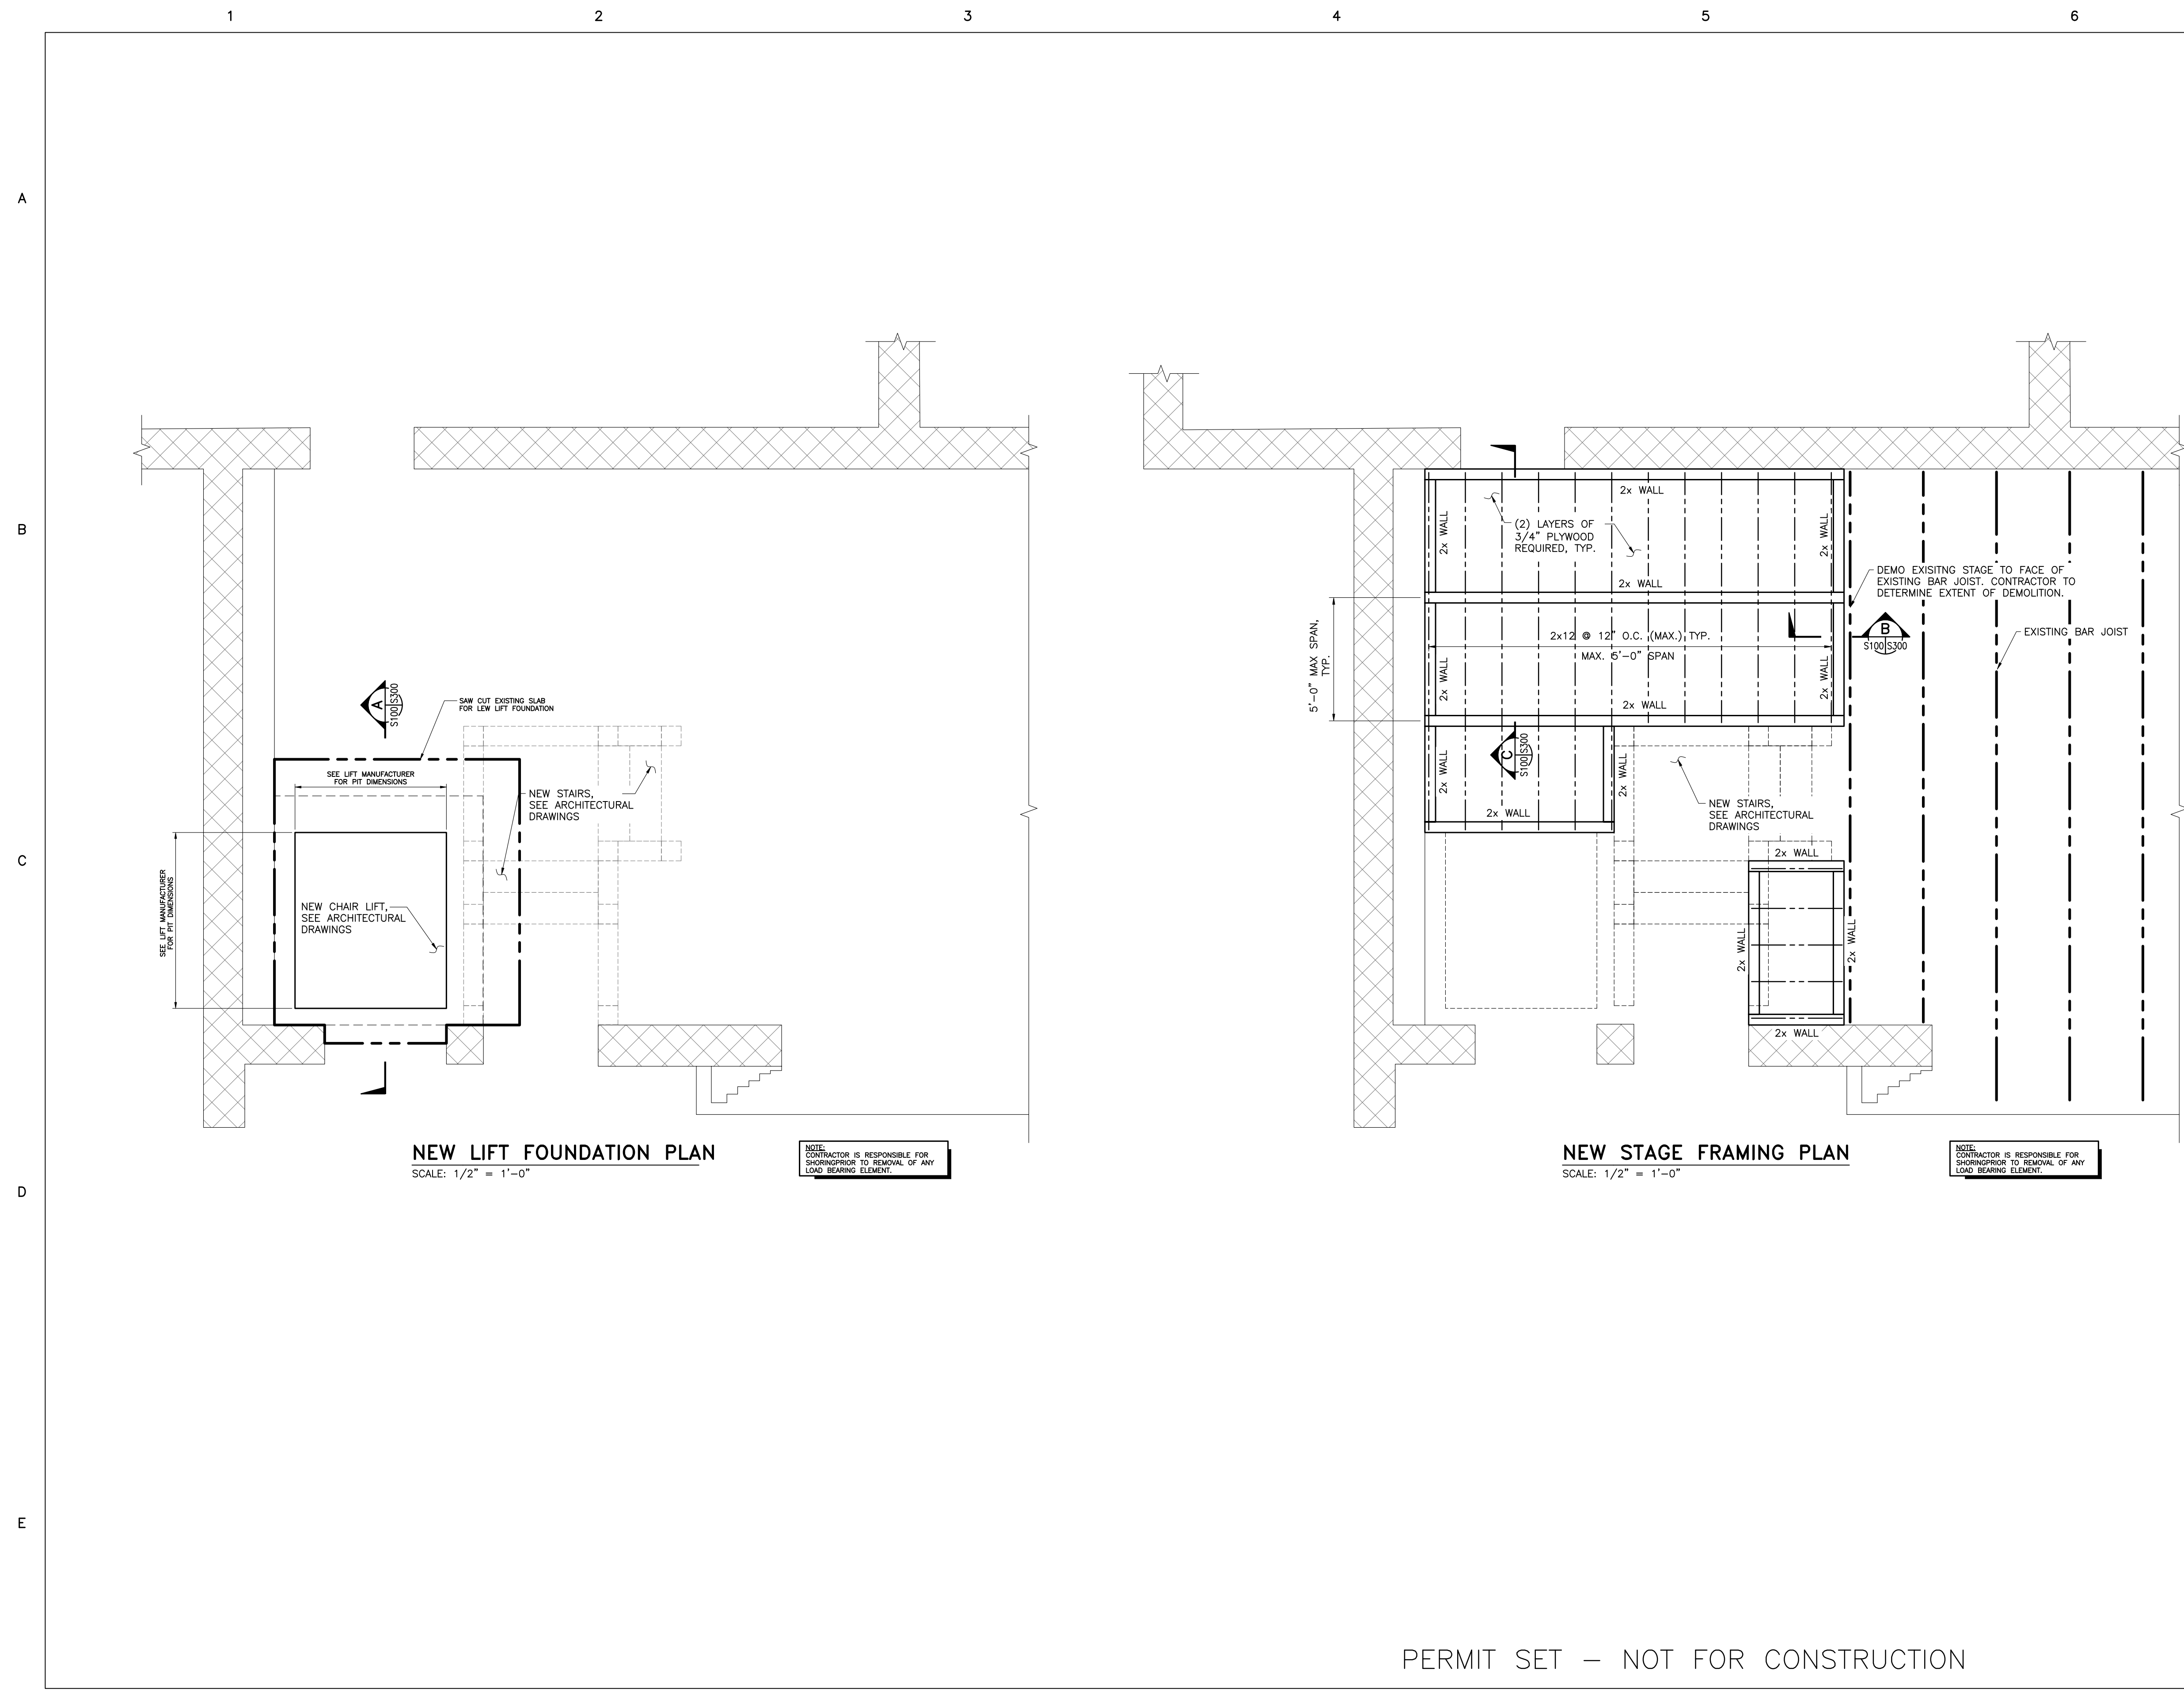 1 2 3 4 5 6
A
B
C
D
E
A
S100 S300
SAW CUT EXISTING SLAB
FOR LEW LIFT FOUNDATION
SEE LIFT MANUFACTURER
FOR PIT DIMENSIONS
SEE LIFT MANUFACTURER
FOR PIT DIMENSIONS
NEW STAIRS,
SEE ARCHITECTURAL
DRAWINGS
NEW CHAIR LIFT,
SEE ARCHITECTURAL
DRAWINGS
NEW LIFT FOUNDATION PLAN
SCALE: 1/2" = 1'-0"
NOTE:
CONTRACTOR IS RESPONSIBLE FOR
SHORINGPRIOR TO REMOVAL OF ANY
LOAD BEARING ELEMENT.
2x WALL
2x WALL
(2) LAYERS OF
3/4" PLYWOOD
REQUIRED, TYP.
2x WALL
2x WALL
DEMO EXISITNG STAGE TO FACE OF
EXISTING BAR JOIST. CONTRACTOR TO
DETERMINE EXTENT OF DEMOLITION.
5'-0" MAX SPAN,
TYP.
2x12 @ 12" O.C. (MAX.) TYP.
MAX. 5'-0" SPAN
B
S100 S300
EXISTING BAR JOIST
2x WALL
2x WALL
2x WALL
2x WALL
C
S100 S300
2x WALL
2x WALL
NEW STAIRS,
SEE ARCHITECTURAL
DRAWINGS
2x WALL
2x WALL
2x WALL
2x WALL
NEW STAGE FRAMING PLAN
SCALE: 1/2" = 1'-0"
NOTE:
CONTRACTOR IS RESPONSIBLE FOR
SHORINGPRIOR TO REMOVAL OF ANY
LOAD BEARING ELEMENT.
PERMIT SET - NOT FOR CONSTRUCTION